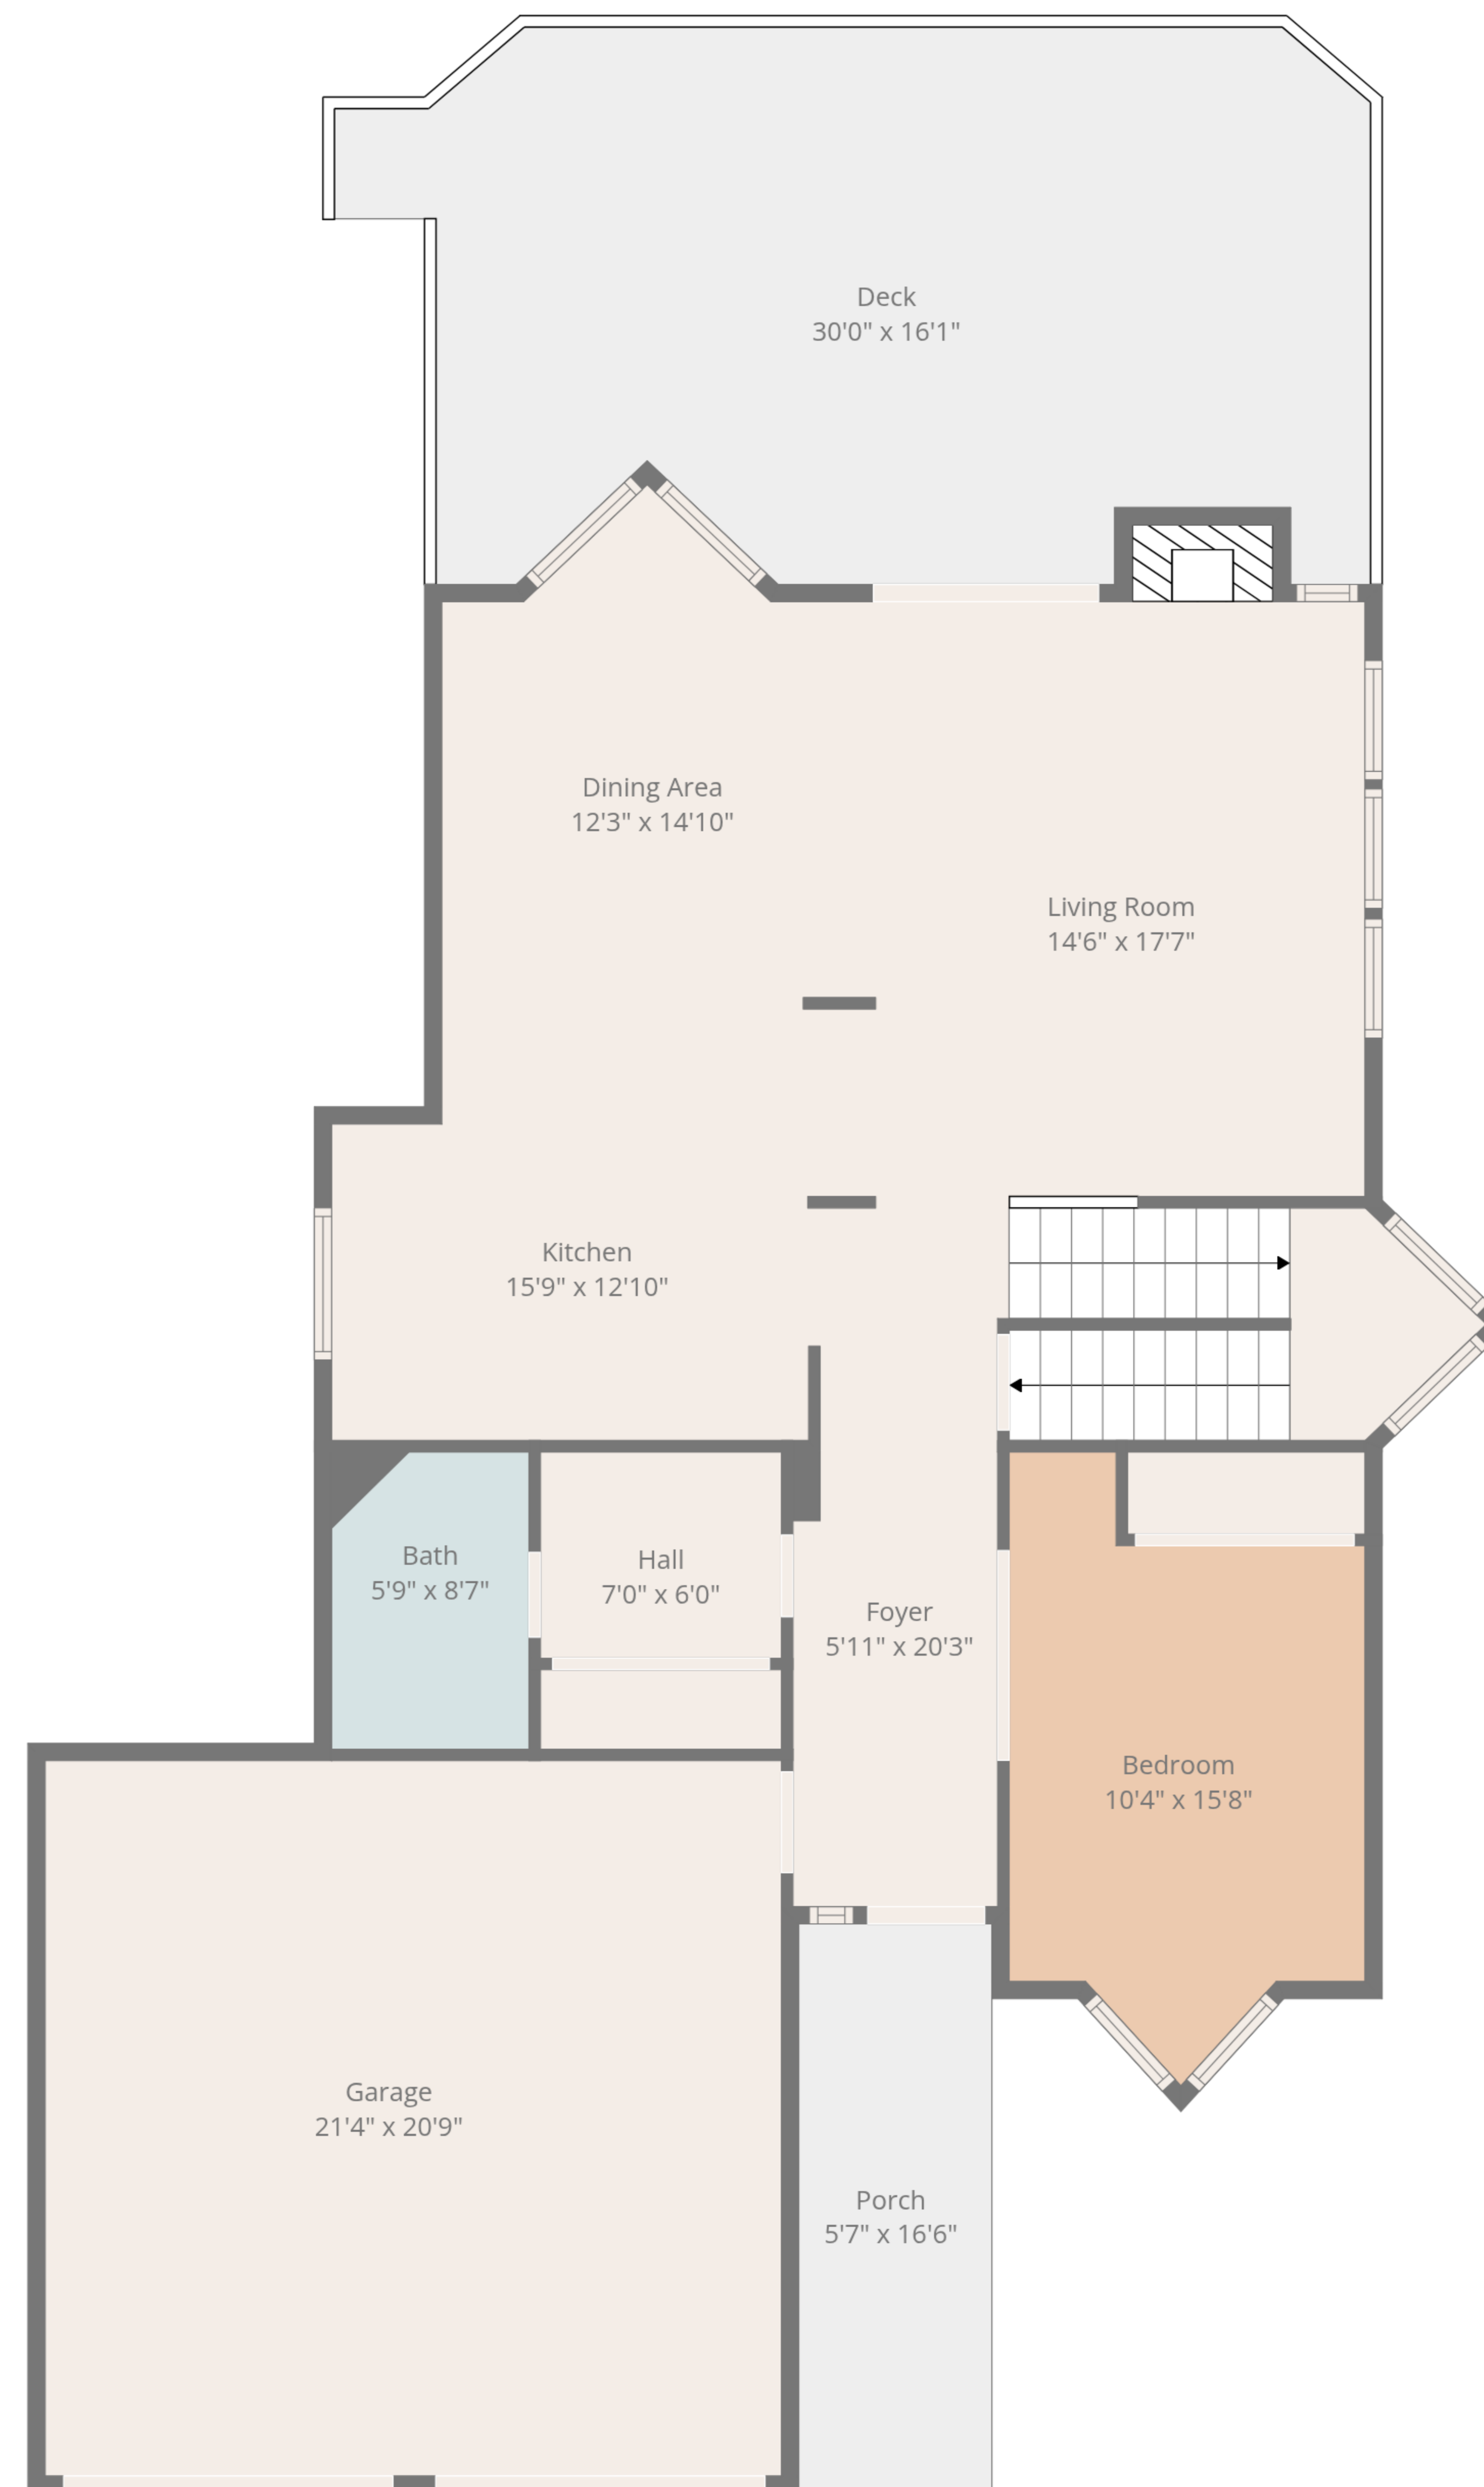 Deck
30'0" x 16'1"
Dining Area
12'3" x 14'10"
Living Room
14'6" x 17'7"
Kitchen
15'9" x 12'10"
Bath
5'9" x 8'7"
Hall
7'0" x 6'0"
Foyer
5'11" x 20'3"
Bedroom
10'4" x 15'8"
Garage
21'4" x 20'9"
Porch
5'7" x 16'6"